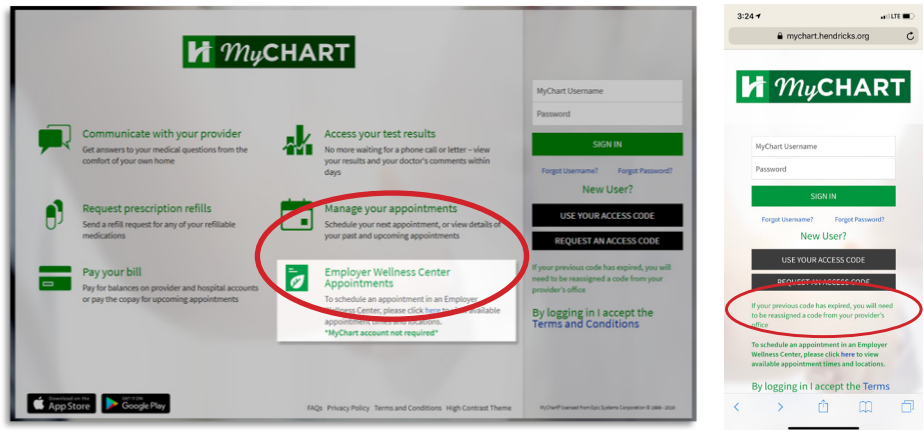 MyCHART
Communicate with your provider
Get answers to your medical questions from the
comfort of your own home
Access your test results
No more waiting for a phone call or letter – view
your results and your doctor's comments within
days
Request prescription refills
Send a refill request for any of your refillable
medications
Manage your appointments
Schedule your next appointment, or view details of
your past and upcoming appointments
Pay your bill
Pay for balances on provider and hospital accounts
or pay the copay for upcoming appointments
Employer Wellness Center
Appointments
To schedule an appointment in an Employer
Wellness Center, please click here to view available
appointment times and locations.
*MyChart account not required*
MyChart Username
Password
SIGN IN
Forgot Username? Forgot Password?
New User?
USE YOUR ACCESS CODE
REQUEST AN ACCESS CODE
If your previous code has expired, you will
need to be reassigned a code from your
provider's office
By logging in I accept the
Terms and Conditions
Download on the
App Store
GET IT ON
Google Play
FAQs Privacy Policy Terms and Conditions High Contrast Theme
MyChart® licensed from Epic Systems Corporation © 1999 - 2018
3:24
LTE
mychart.hendricks.org
MyCHART
MyChart Username
Password
SIGN IN
Forgot Username? Forgot Password?
New User?
USE YOUR ACCESS CODE
REQUEST AN ACCESS CODE
If your previous code has expired, you will need
to be reassigned a code from your provider's
office
To schedule an appointment in an Employer
Wellness Center, please click here to view
available appointment times and locations.
By logging in I accept the Terms